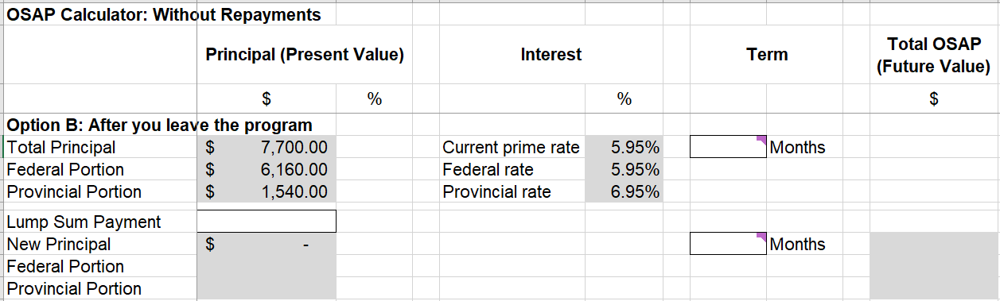 OSAP Calculator: Without Repayments
Principal (Present Value) Interest Term Total OSAP
(Future Value)
$ % % $
Option B: After you leave the program
Total Principal $ 7,700.00 Current prime rate 5.95% Months
Federal Portion $ 6,160.00 Federal rate 5.95%
Provincial Portion $ 1,540.00 Provincial rate 6.95%
Lump Sum Payment
New Principal $ - Months
Federal Portion
Provincial Portion